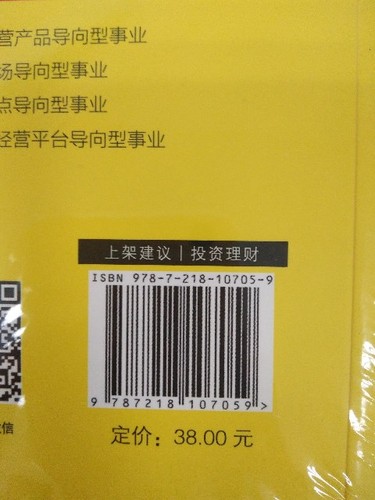 营产品导向型事业
场导向型事业
点导向型事业
经营平台导向型事业
上架建议｜投资理财
ISBN 978-7-218-10705-9
9 787218 107059 >
信
定价：38.00 元